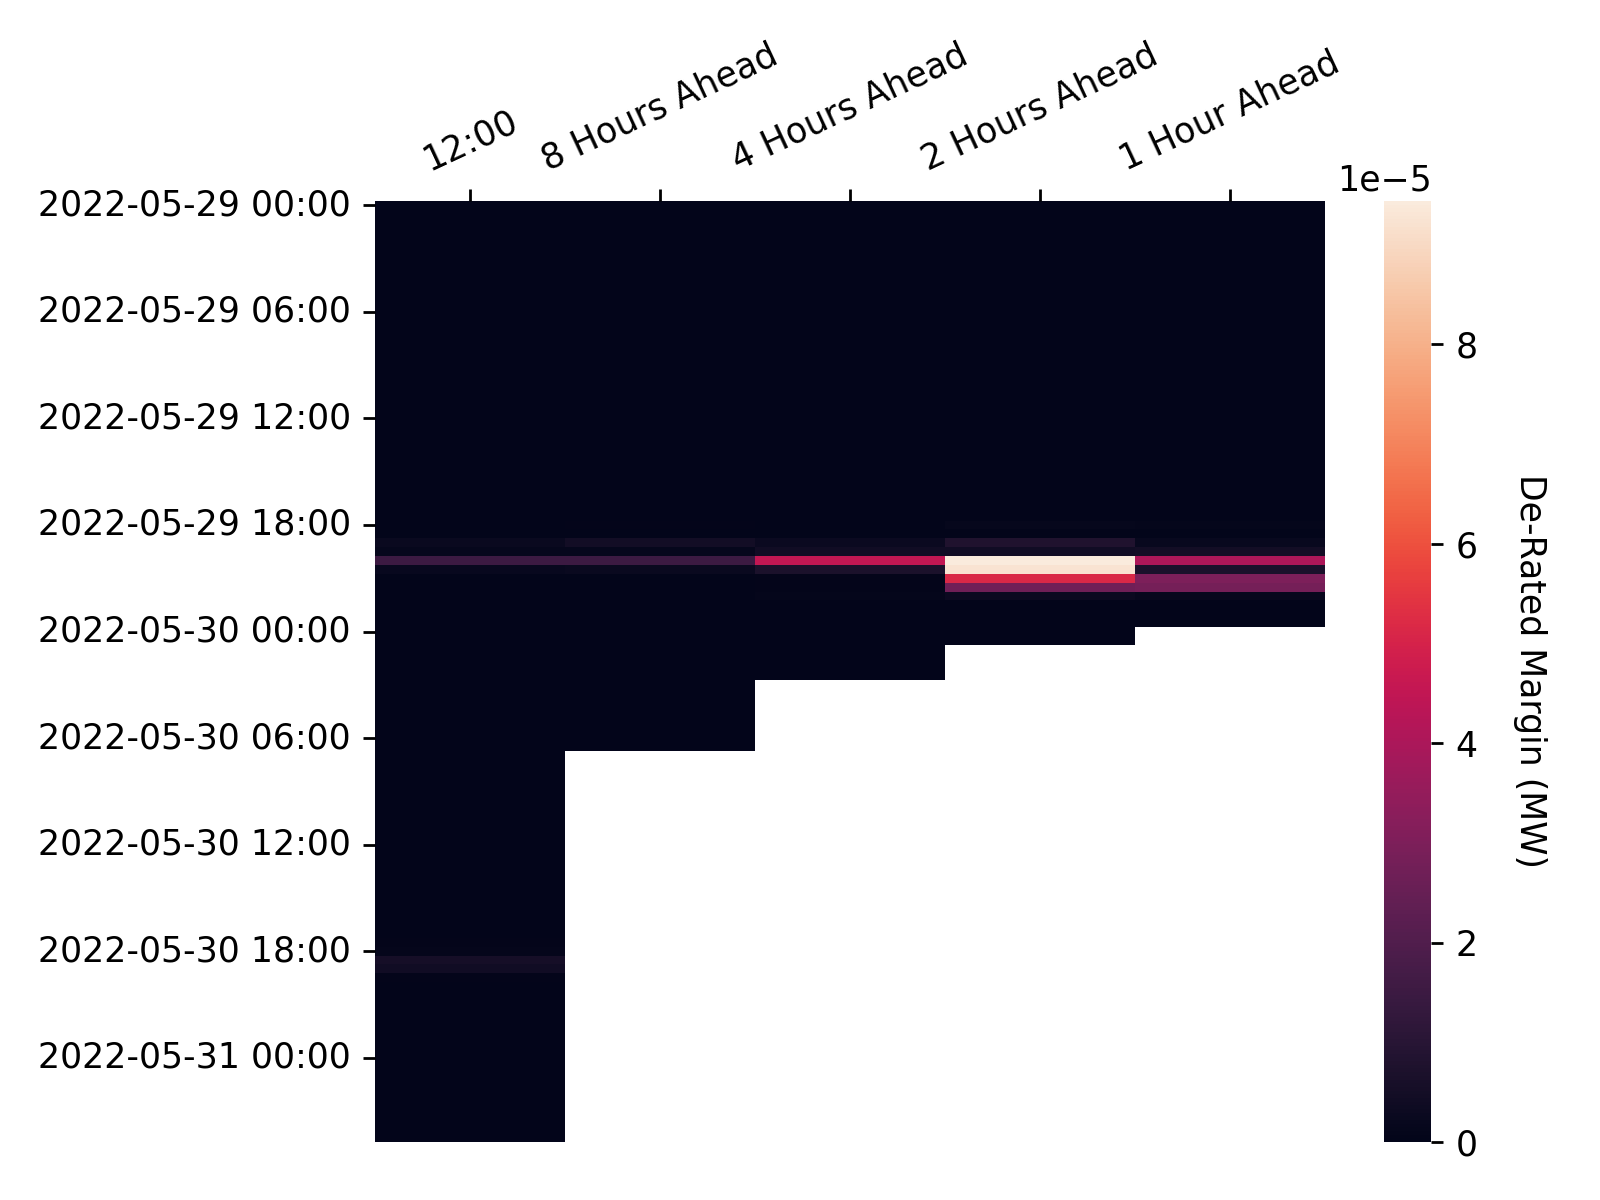 12:00
8 Hours Ahead
4 Hours Ahead
2 Hours Ahead
1 Hour Ahead
1e−5
2022-05-29 00:00
2022-05-29 06:00
2022-05-29 12:00
2022-05-29 18:00
2022-05-30 00:00
2022-05-30 06:00
2022-05-30 12:00
2022-05-30 18:00
2022-05-31 00:00
8
6
4
2
0
De-Rated Margin (MW)